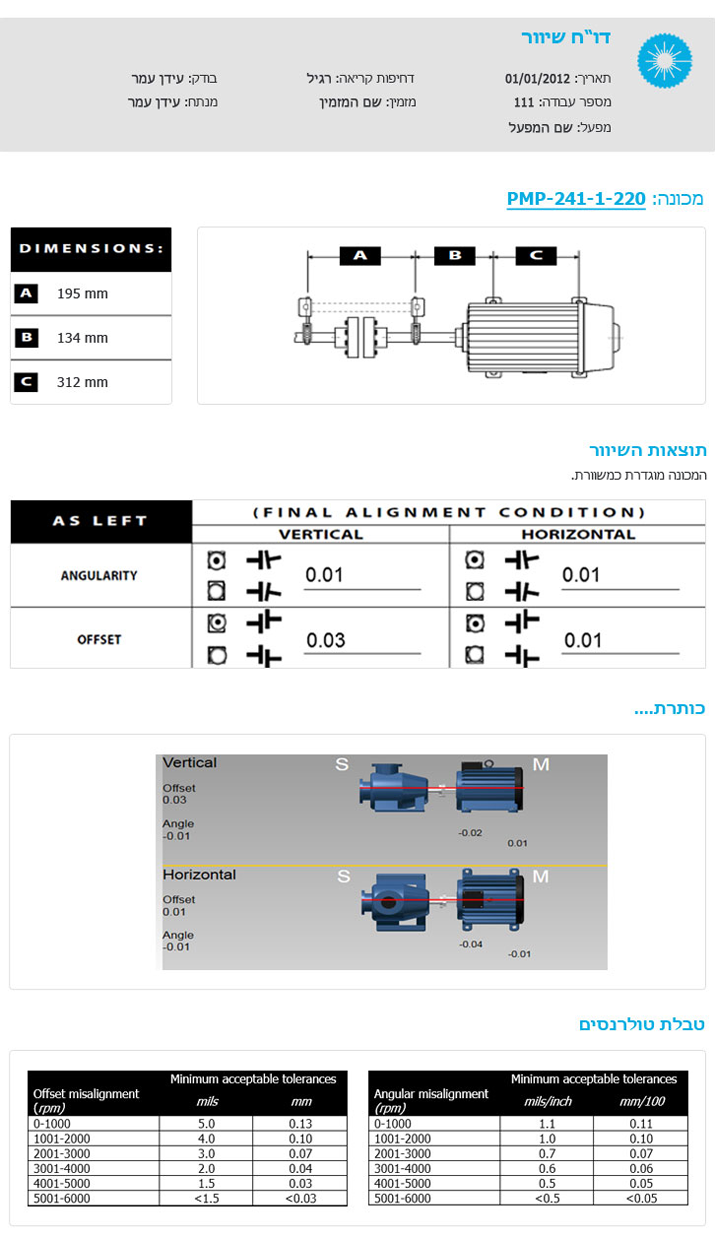 דו"ח שיוור
תאריך: 01/01/2012 דחיפות קריאה: רגיל בודק: עידן עמר
מספר עבודה: 111 מזמין: שם המזמין מנתח: עידן עמר
מפעל: שם המפעל
מכונה: PMP-241-1-220
DIMENSIONS:
A 195 mm
B 134 mm
C 312 mm
A B C
תוצאות השיוור
המכונה מוגדרת כמשוורת.
AS LEFT
(FINAL ALIGNMENT CONDITION)
VERTICAL HORIZONTAL
ANGULARITY 0.01 0.01
OFFSET 0.03 0.01
כותרת....
Vertical S M
Offset
0.03
Angle
-0.01
-0.02
0.01
Horizontal S M
Offset
0.01
Angle
-0.01
-0.04
-0.01
טבלת טולרנסים
Minimum acceptable tolerances
Offset misalignment
(rpm) mils mm
0-1000 5.0 0.13
1001-2000 4.0 0.10
2001-3000 3.0 0.07
3001-4000 2.0 0.04
4001-5000 1.5 0.03
5001-6000 <1.5 <0.03
Minimum acceptable tolerances
Angular misalignment
(rpm) mils/inch mm/100
0-1000 1.1 0.11
1001-2000 1.0 0.10
2001-3000 0.7 0.07
3001-4000 0.6 0.06
4001-5000 0.5 0.05
5001-6000 <0.5 <0.05